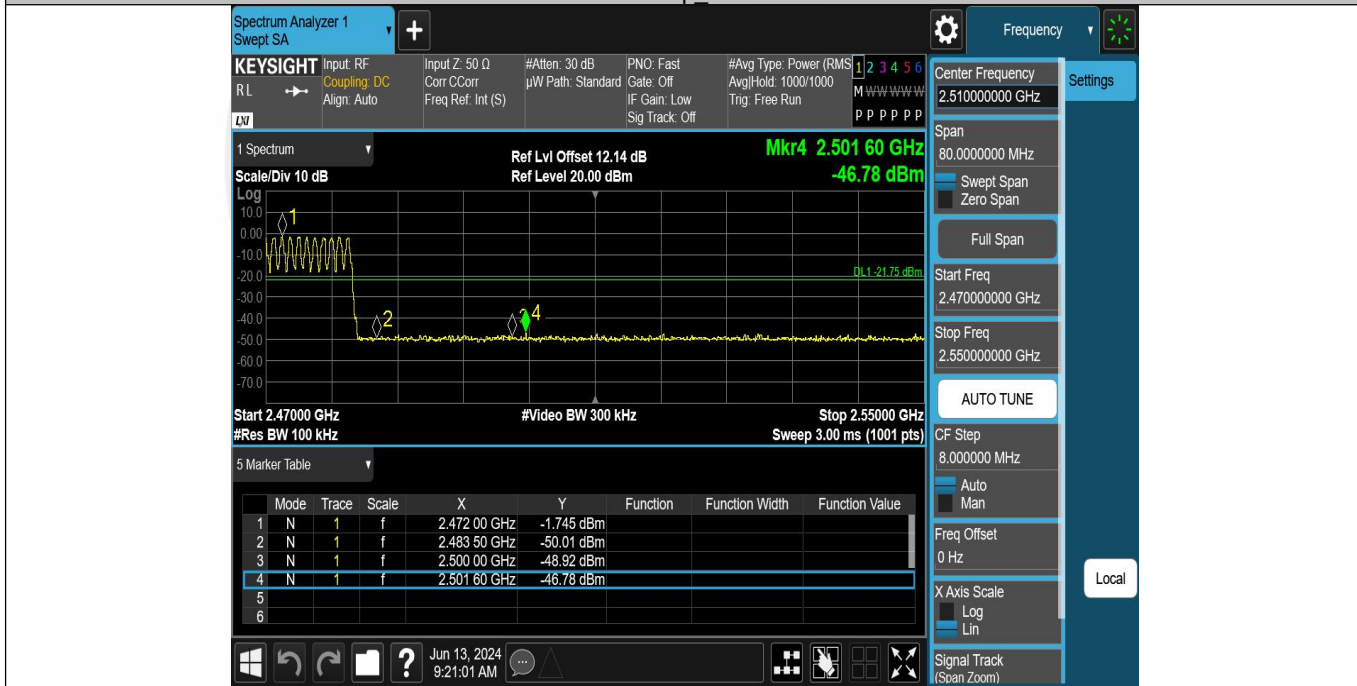 Spectrum Analyzer 1
Swept SA
Frequency
KEYSIGHT
RL
LXI
Input: RF
Coupling: DC
Align: Auto
Input Z: 50 Ω
Corr CCorr
Freq Ref: Int (S)
#Atten: 30 dB
µW Path: Standard
PNO: Fast
Gate: Off
IF Gain: Low
Sig Track: Off
#Avg Type: Power (RMS
Avg|Hold: 1000/1000
Trig: Free Run
1 2 3 4 5 6
M W W W W W
P P P P P P
1 Spectrum
Scale/Div 10 dB
Ref Lvl Offset 12.14 dB
Ref Level 20.00 dBm
Mkr4 2.501 60 GHz
-46.78 dBm
Log
10.0
0.00
-10.0
-20.0
-30.0
-40.0
-50.0
-60.0
-70.0
1
2
4
DL1 -21.75 dBm
Start 2.47000 GHz
#Res BW 100 kHz
#Video BW 300 kHz
Stop 2.55000 GHz
Sweep 3.00 ms (1001 pts)
5 Marker Table
Mode Trace Scale X Y Function Function Width Function Value
1 N 1 f 2.472 00 GHz -1.745 dBm
2 N 1 f 2.483 50 GHz -50.01 dBm
3 N 1 f 2.500 00 GHz -48.92 dBm
4 N 1 f 2.501 60 GHz -46.78 dBm
5
6
Jun 13, 2024
9:21:01 AM
Center Frequency
2.510000000 GHz
Settings
Span
80.0000000 MHz
Swept Span
Zero Span
Full Span
Start Freq
2.470000000 GHz
Stop Freq
2.550000000 GHz
AUTO TUNE
CF Step
8.000000 MHz
Auto
Man
Freq Offset
0 Hz
X Axis Scale
Log
Lin
Local
Signal Track
(Span Zoom)